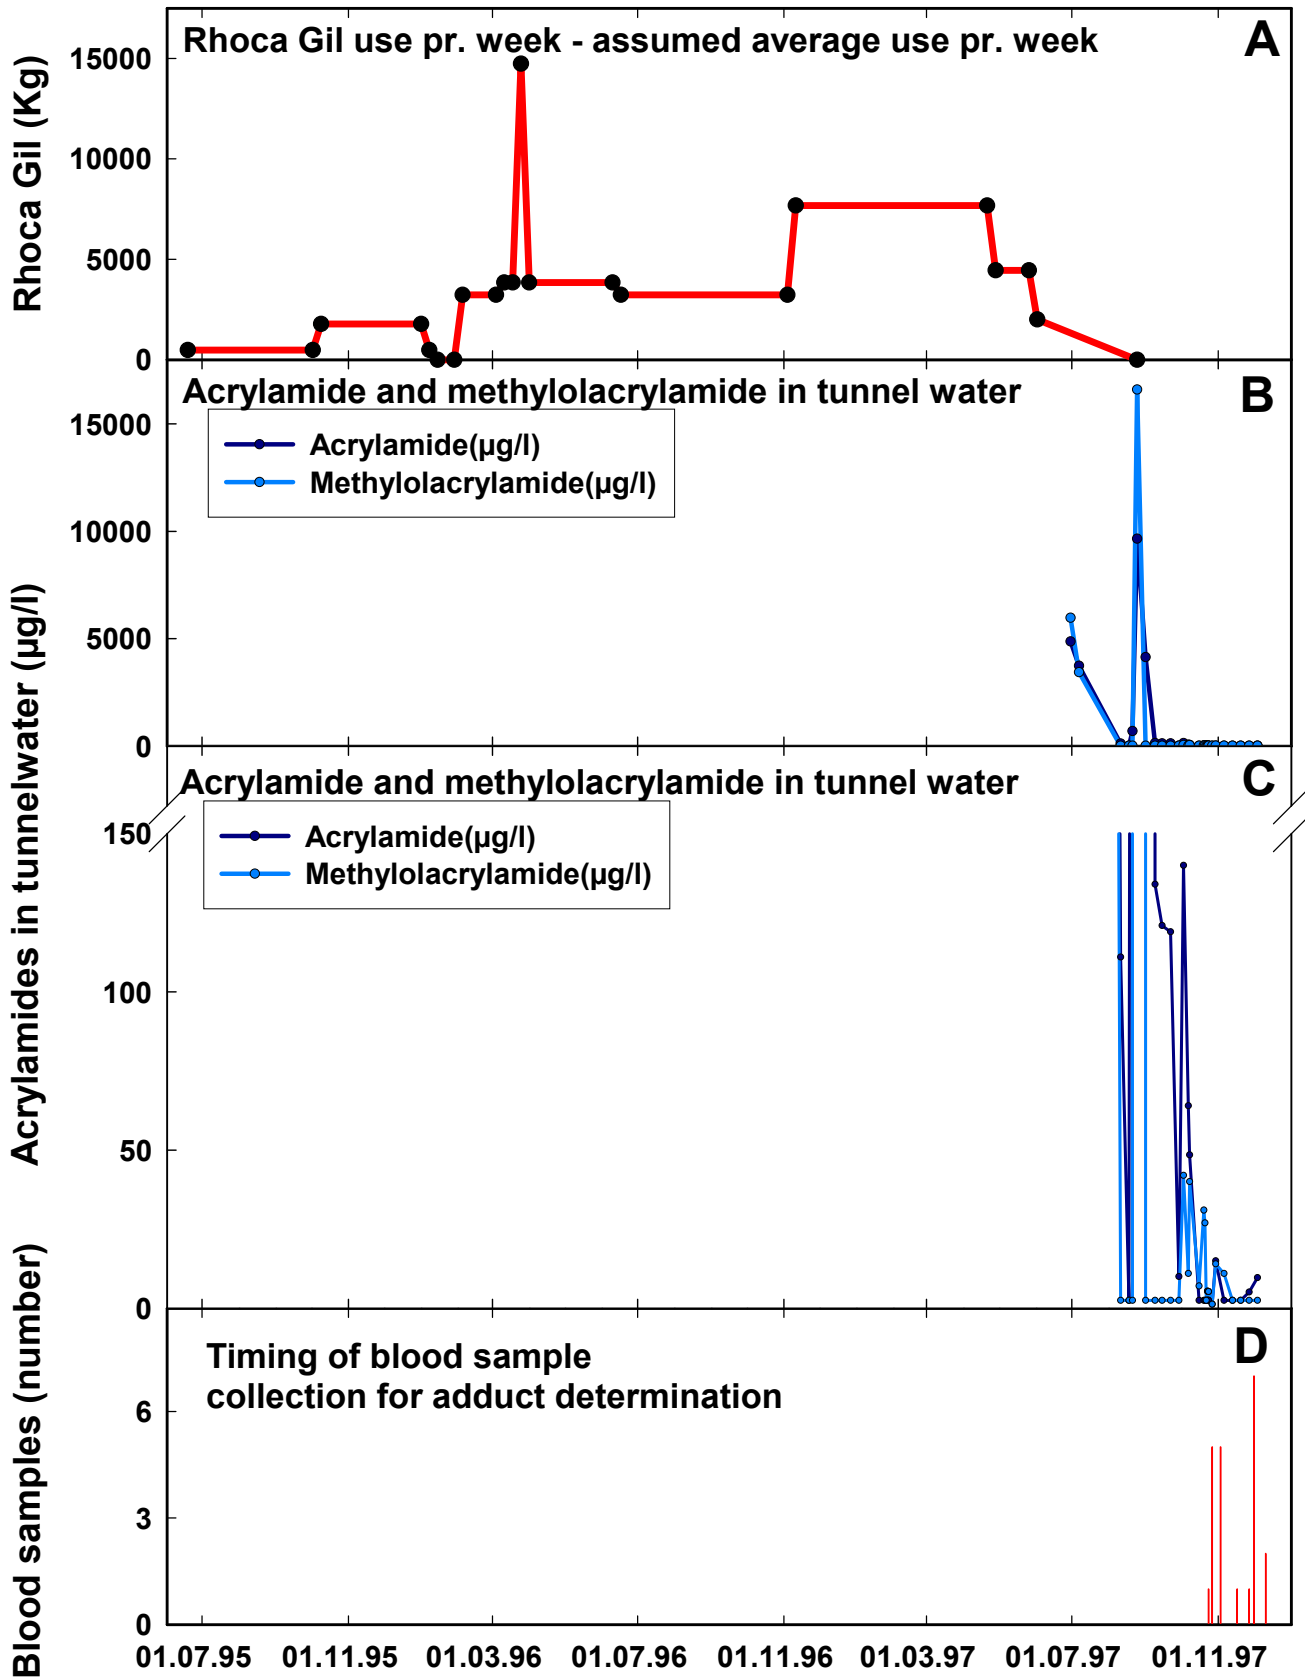 Rhoca Gil use pr. week - assumed average use pr. week
A
Rhoca Gil (Kg)
15000
10000
5000
0
Acrylamide and methylolacrylamide in tunnel water
B
Acrylamide(µg/l)
Methylolacrylamide(µg/l)
15000
10000
5000
0
Acrylamides in tunnelwater (µg/l)
Acrylamide and methylolacrylamide in tunnel water
C
Acrylamide(µg/l)
Methylolacrylamide(µg/l)
150
100
50
0
Blood samples (number)
Timing of blood sample
collection for adduct determination
D
6
3
0
01.07.95 01.11.95 01.03.96 01.07.96 01.11.96 01.03.97 01.07.97 01.11.97